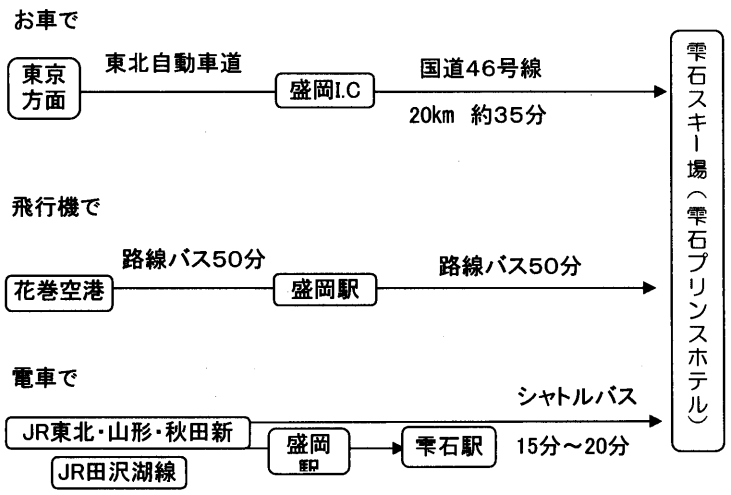 お車で
東京
方面
東北自動車道
盛岡I.C
国道46号線
20km 約35分
飛行機で
花巻空港
路線バス50分
盛岡駅
路線バス50分
電車で
JR東北・山形・秋田新
JR田沢湖線
盛岡
駅
雫石駅
シャトルバス
15分～20分
雫石スキー場（雫石プリンスホテル）